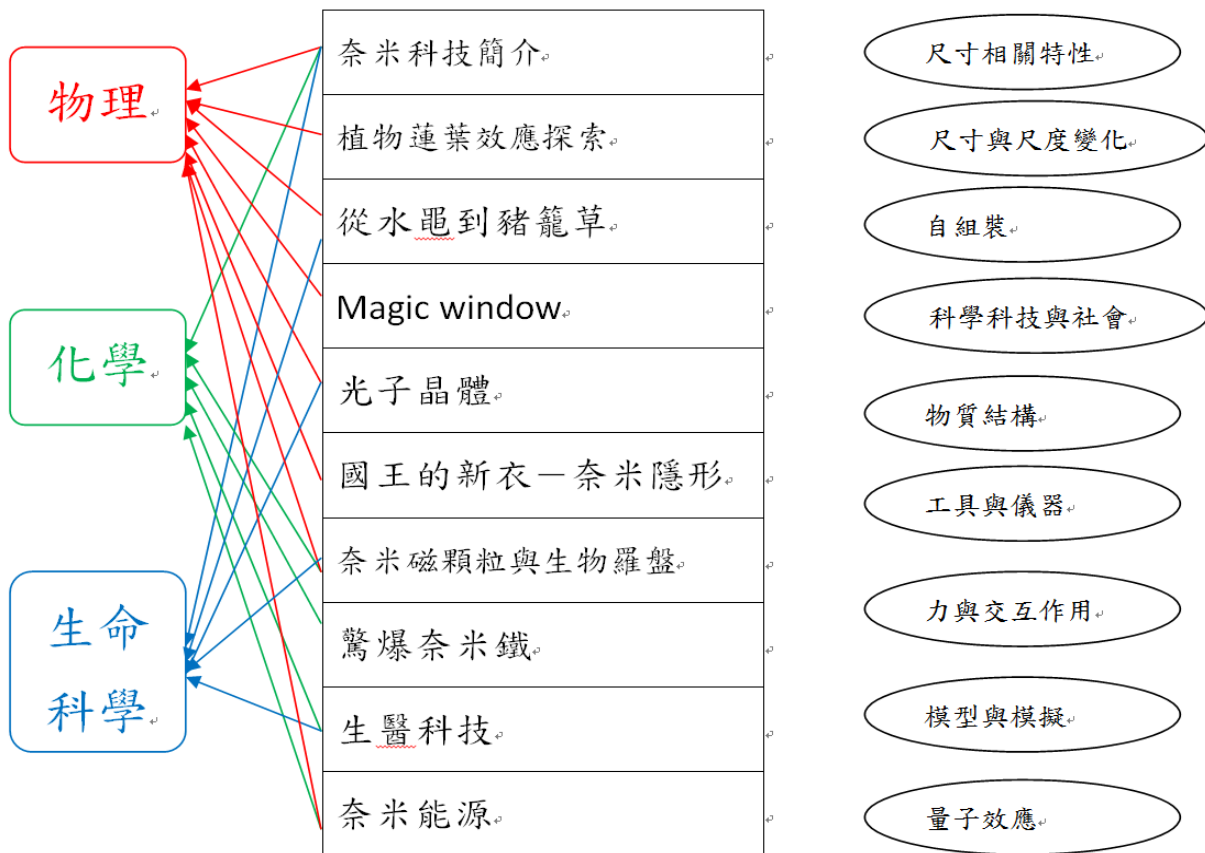 物理
化學
生命
科學
奈米科技簡介
植物蓮葉效應探索
從水黽到豬籠草
Magic window
光子晶體
國王的新衣－奈米隱形
奈米磁顆粒與生物羅盤
驚爆奈米鐵
生醫科技
奈米能源
尺寸相關特性
尺寸與尺度變化
自組裝
科學科技與社會
物質結構
工具與儀器
力與交互作用
模型與模擬
量子效應